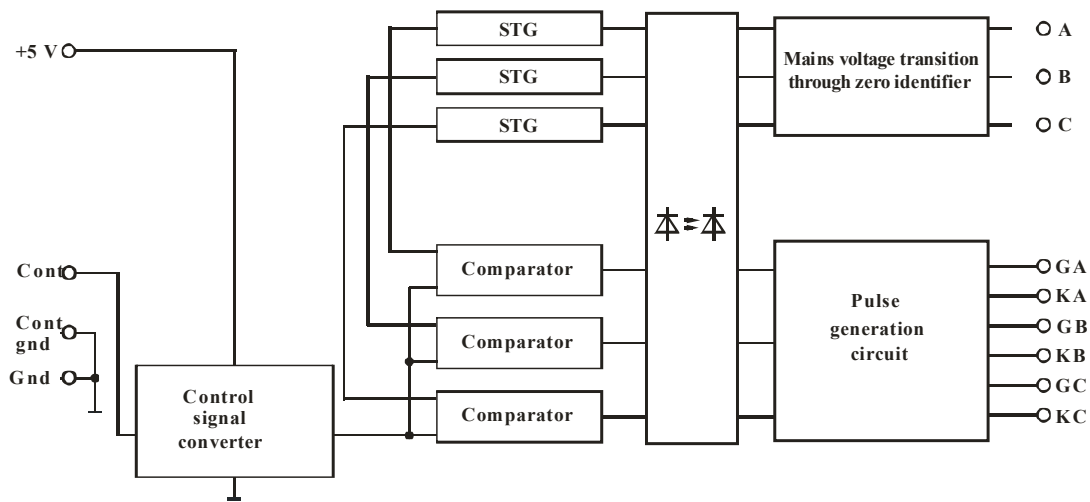 +5 V
Cont
Cont
gnd
Gnd
Control
signal
converter
STG
STG
STG
Comparator
Comparator
Comparator
Mains voltage transition
through zero identifier
A
B
C
Pulse
generation
circuit
GA
KA
GB
KB
GC
KC